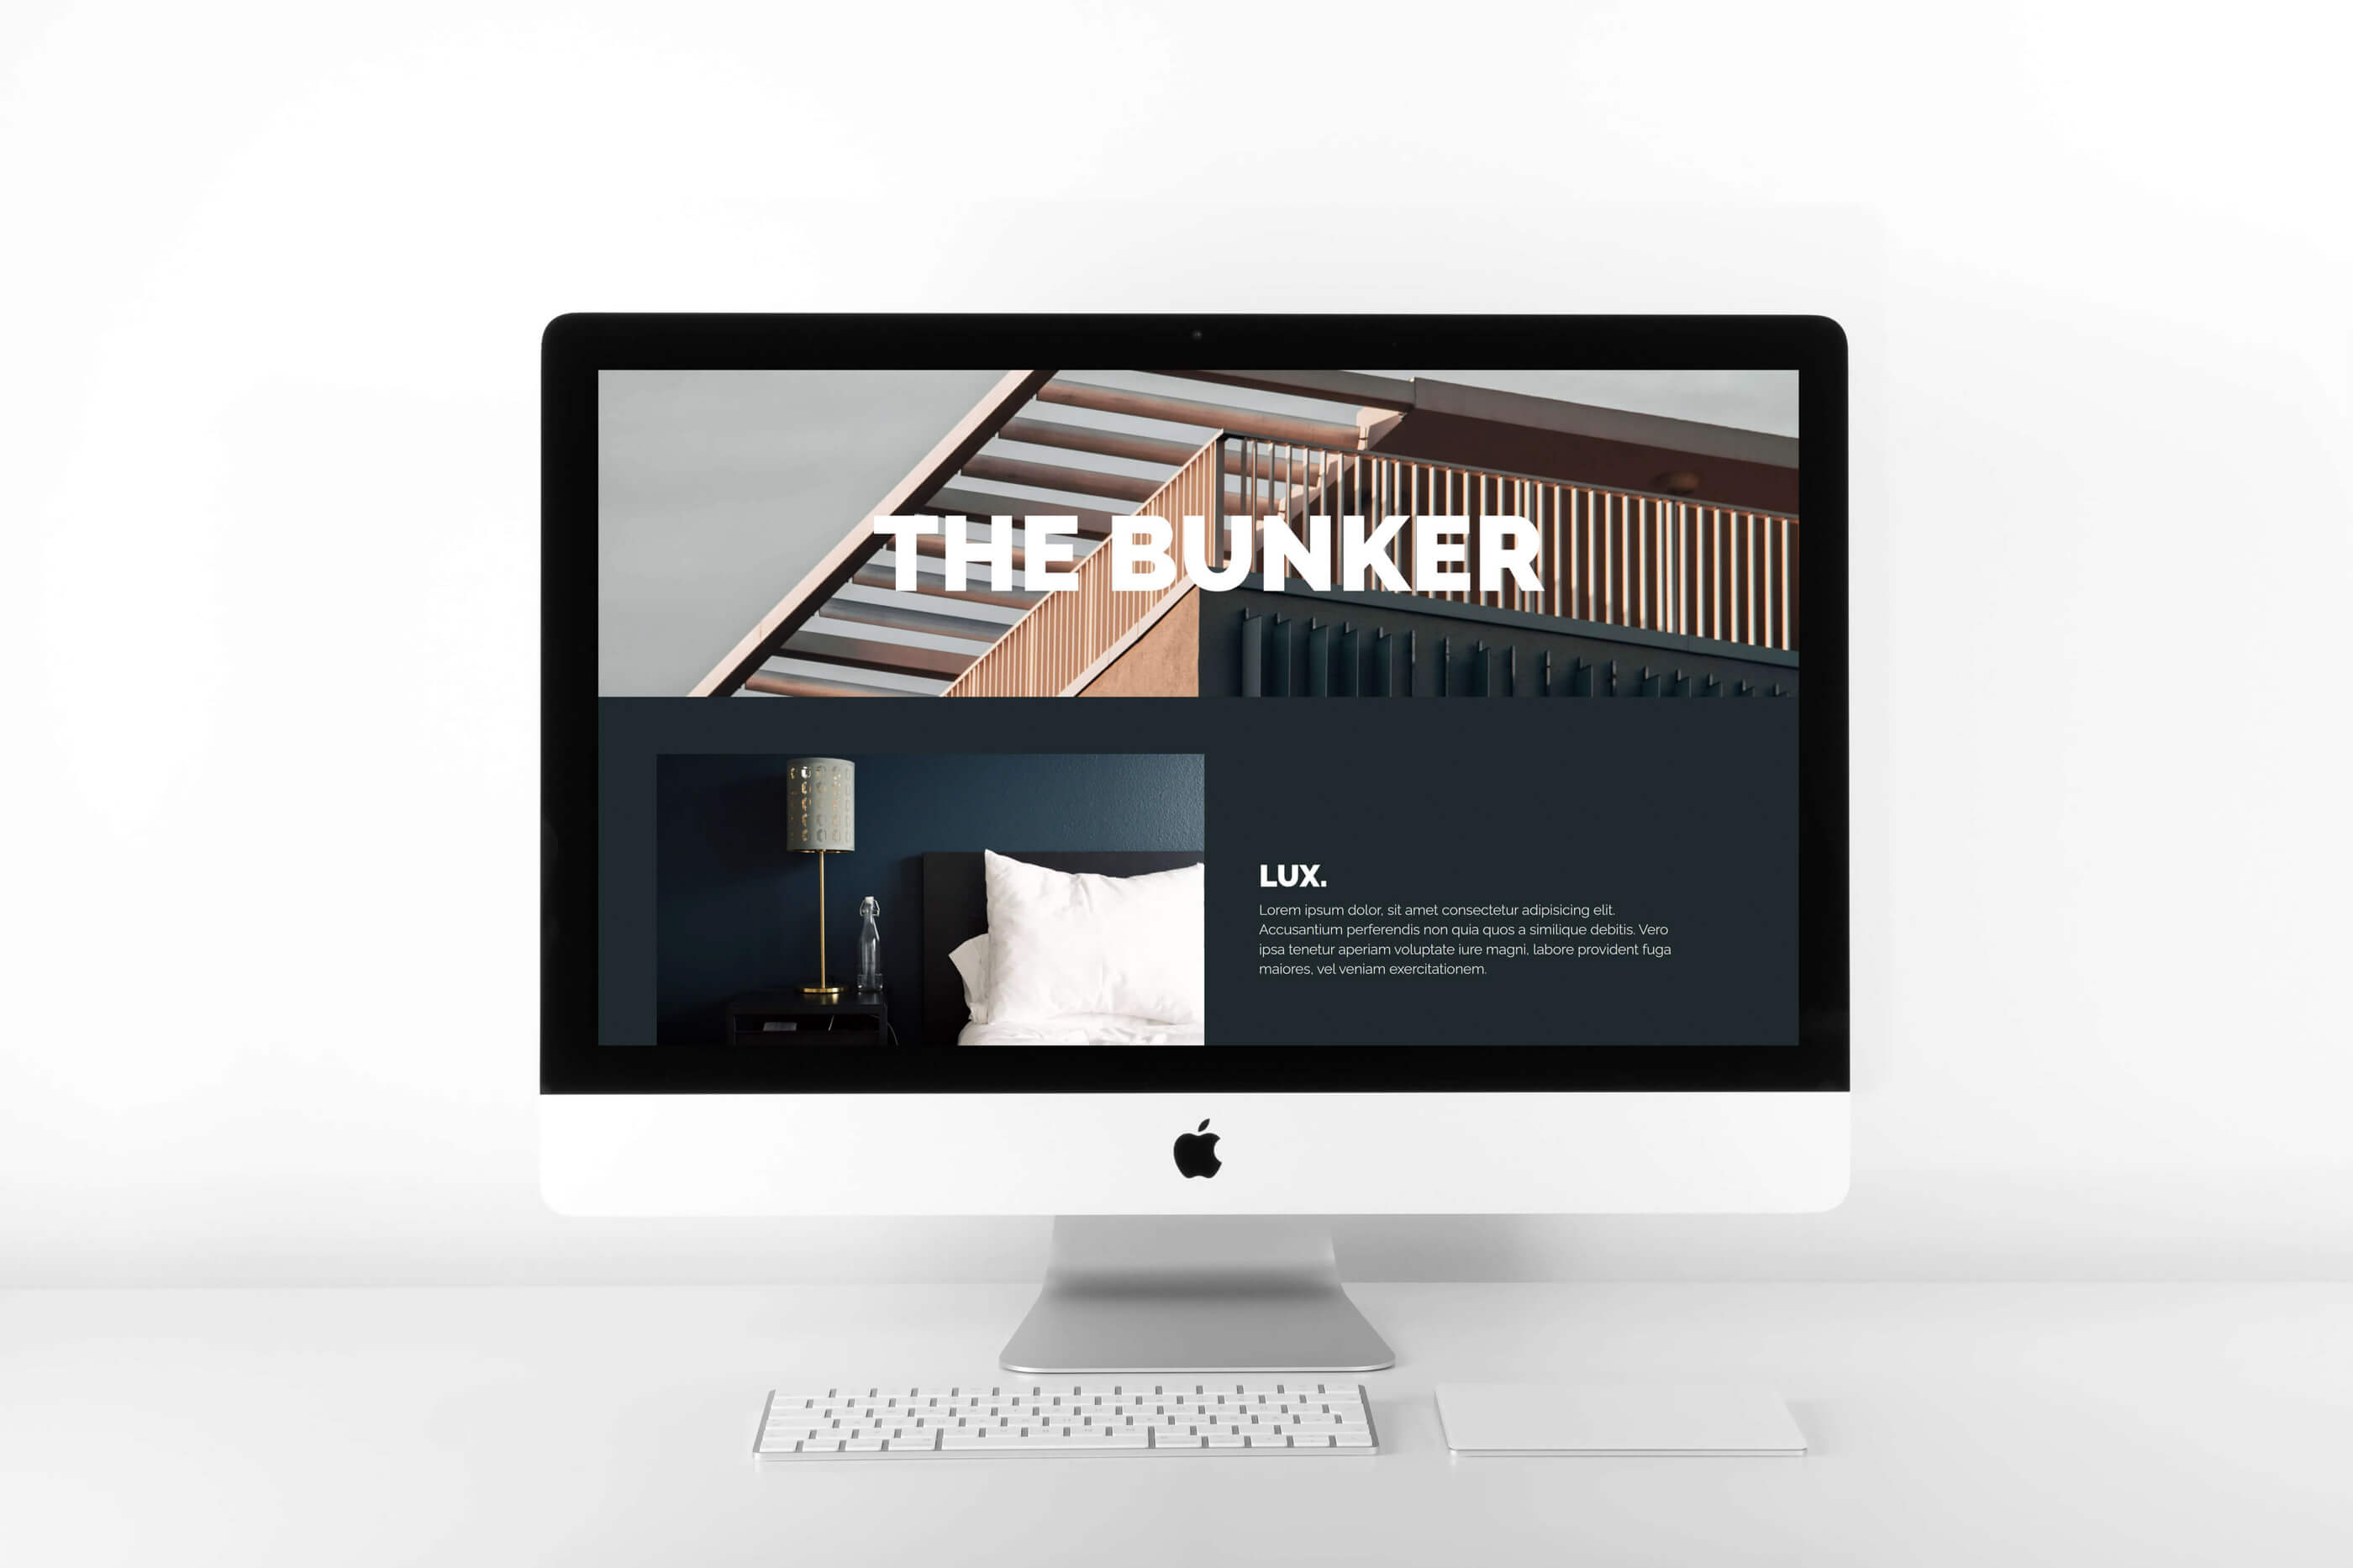 THE BUNKER
LUX.
Lorem ipsum dolor, sit amet consectetur adipisicing elit.
Accusantium perferendis non quia quos a similique debitis. Vero
ipsa tenetur aperiam voluptate iure magni, labore provident fuga
maiores, vel veniam exercitationem.